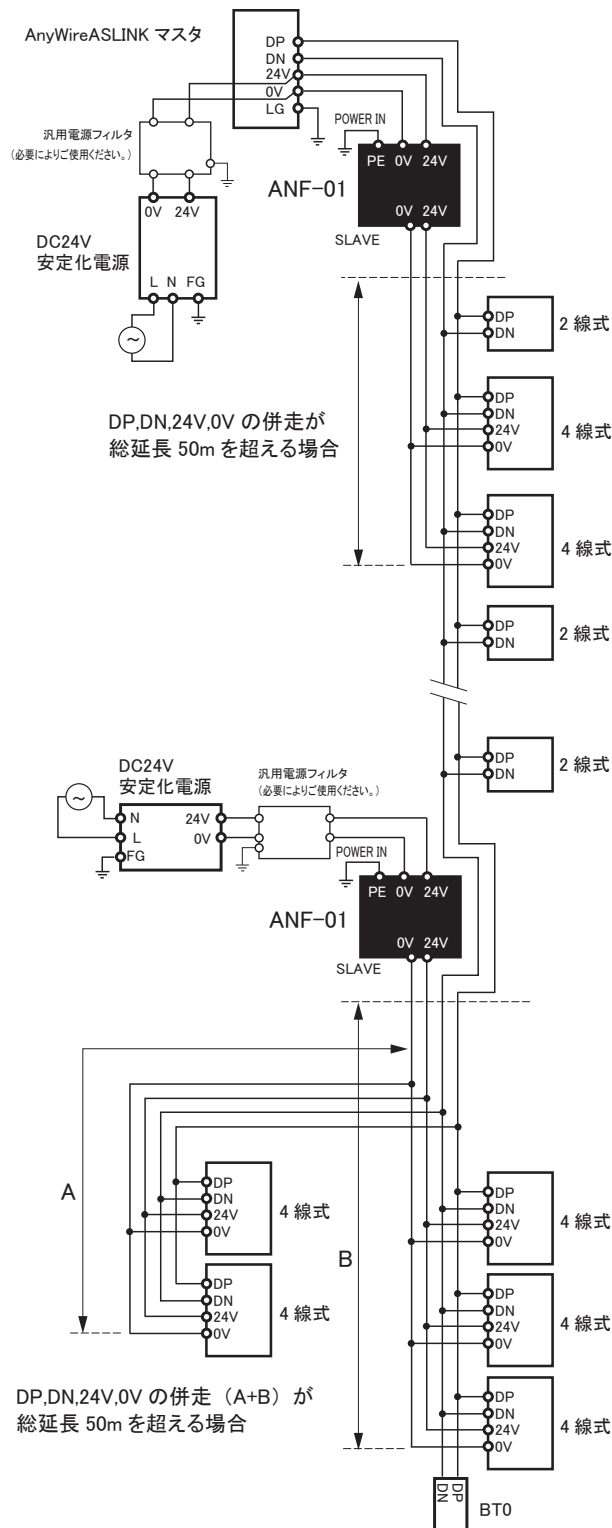 AnyWireASLINK マスタ
DP
DN
24V
0V
LG
汎用電源フィルタ
(必要によりご使用ください。)
0V 24V
DC24V
安定化電源
L N FG
POWER IN
PE 0V 24V
ANF-01
0V 24V
SLAVE
DP
DN
2 線式
DP,DN,24V,0V の併走が
総延長 50m を超える場合
DP
DN
24V
0V
4 線式
DP
DN
24V
0V
4 線式
DP
DN
2 線式
DP
DN
2 線式
DC24V
安定化電源
N
L
FG
24V
0V
汎用電源フィルタ
(必要によりご使用ください。)
POWER IN
PE 0V 24V
ANF-01
0V 24V
SLAVE
A
B
DP
DN
24V
0V
4 線式
DP
DN
24V
0V
4 線式
DP
DN
24V
0V
4 線式
DP
DN
24V
0V
4 線式
DP
DN
24V
0V
4 線式
DP,DN,24V,0V の併走（A+B）が
総延長 50m を超える場合
DN
DP
BT0